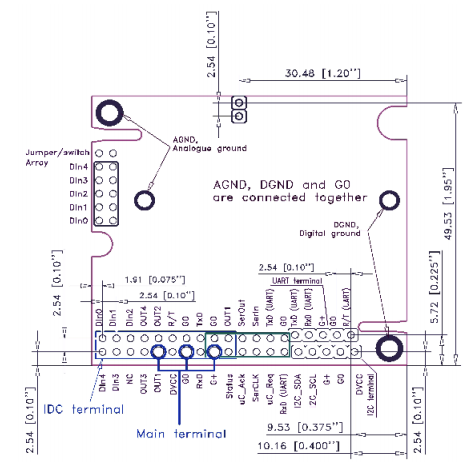 2.54 [0.10"]
30.48 [1.20"]
AGND,
Analogue ground
Jumper/switch
Array
DIn4
DIn3
DIn2
DIn1
DIn0
AGND, DGND and G0
are connected together
DGND,
Digital ground
49.53 [1.95"]
5.72 [0.225"]
2.54 [0.10"]
1.91 [0.075"]
2.54 [0.10"]
2.54 [0.10"]
UART terminal
DIn0
DIn1
DIn2
OUT4
OUT2
R/T
G0
TxD
G0
OUT1
SerOut
SerIn
TxD (UART)
G0
TxD (UART)
RxD (UART)
G+
G0
R/T (UART)
DIn4
DIn3
NC
OUT3
OUT1
DVCC
G0
RxD
G+
Status
uC_Ack
SerCLK
uC_Req
RxD (UART)
I2C_SDA
I2C_SCL
G+
G0
DVCC
I2C terminal
IDC terminal
Main terminal
2.54 [0.10"]
9.53 [0.375"]
10.16 [0.400"]
2.54 [0.10"]